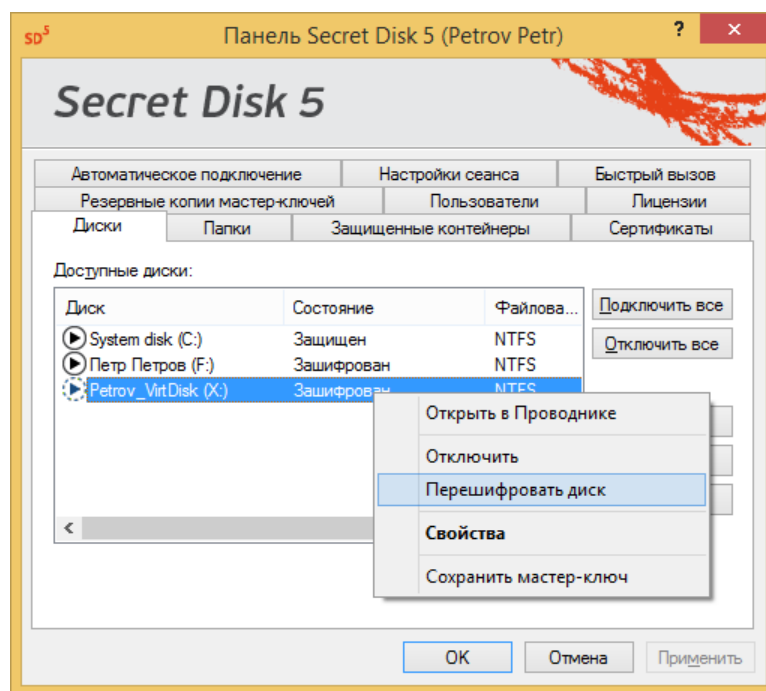 SD5 Панель Secret Disk 5 (Petrov Petr) ? ×
Secret Disk 5
Автоматическое подключение Настройки сеанса Быстрый вызов
Резервные копии мастер-ключей Пользователи Лицензии
Диски Папки Защищенные контейнеры Сертификаты
Доступные диски:
Диск Состояние Файлова... Подключить все
System disk (C:) Защищен NTFS Отключить все
Петр Петров (F:) Зашифрован NTFS
Petrov_VirtDisk (X:) Зашифрован NTFS
Открыть в Проводнике
Отключить
Перешифровать диск
Свойства
Сохранить мастер-ключ
OK Отмена Применить